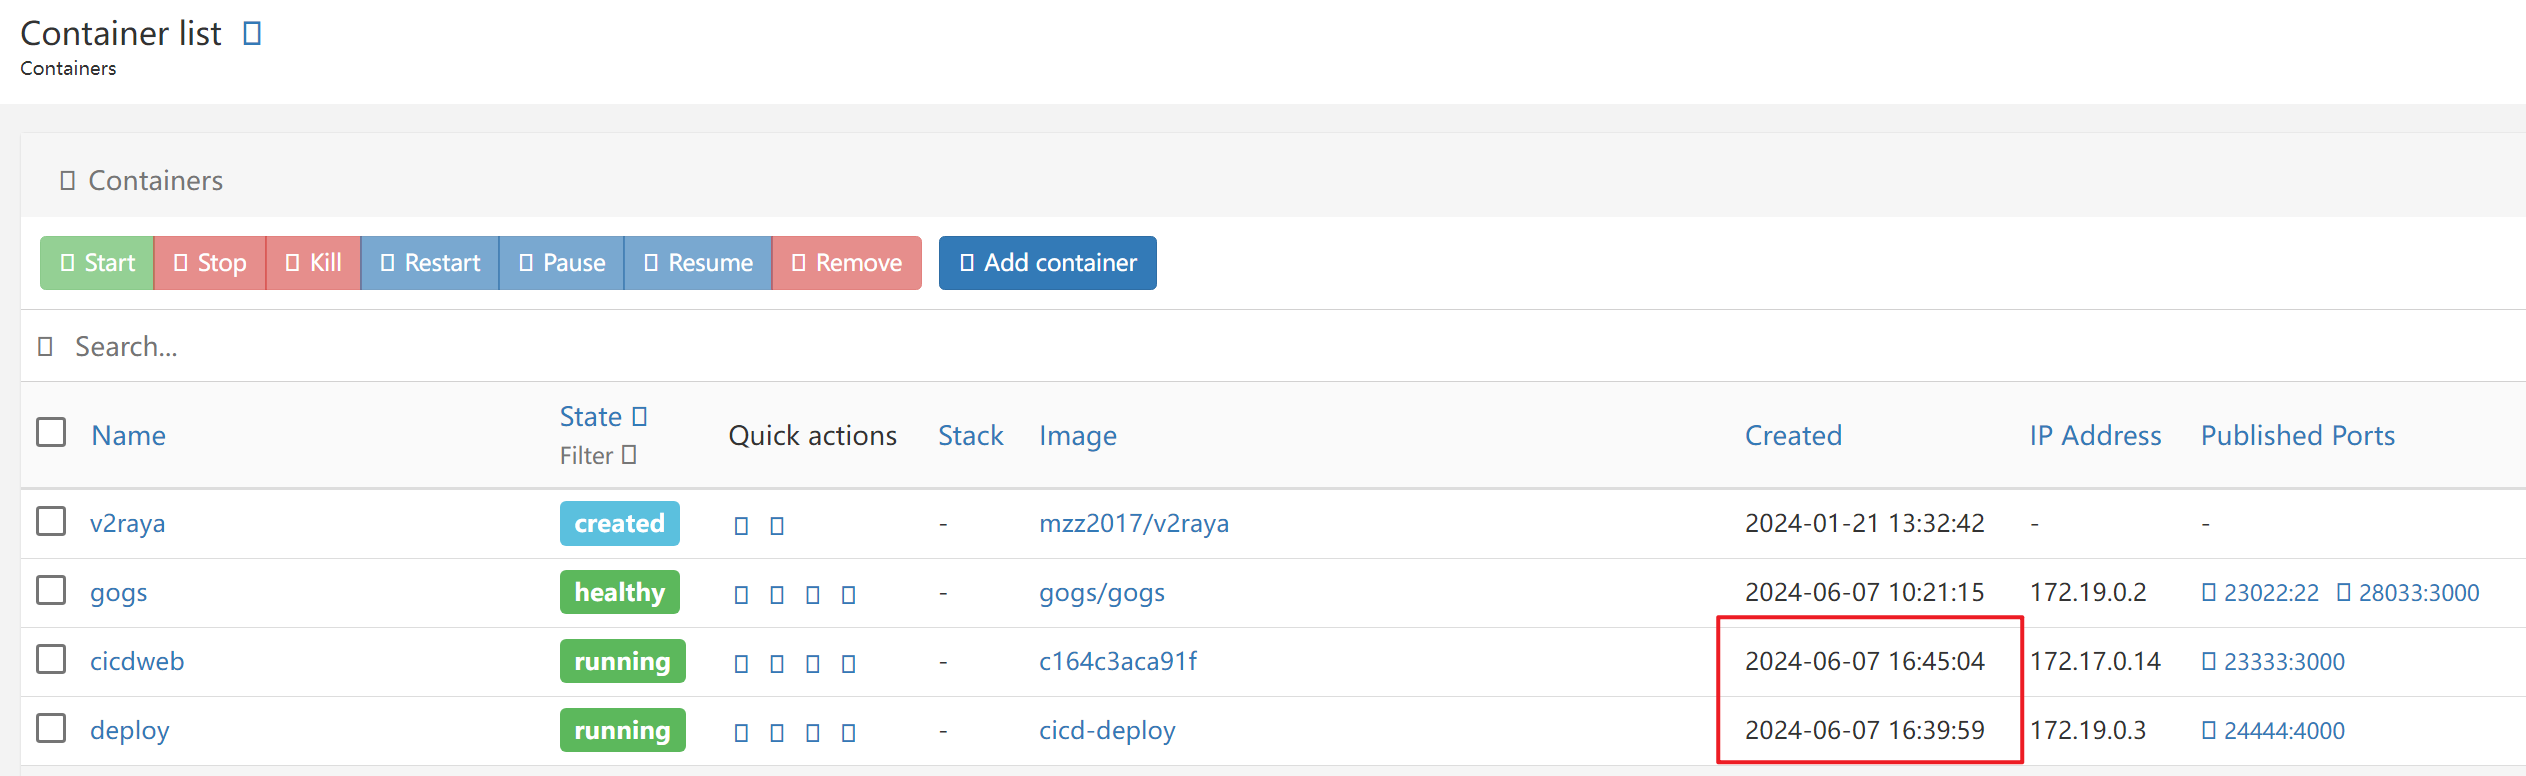 Container list
Containers
Containers
Start Stop Kill Restart Pause Resume Remove Add container
Search...
Name State Filter Quick actions Stack Image Created IP Address Published Ports
v2raya created - mzz2017/v2raya 2024-01-21 13:32:42 - -
gogs healthy - gogs/gogs 2024-06-07 10:21:15 172.19.0.2 23022:22 28033:3000
cicdweb running - c164c3aca91f 2024-06-07 16:45:04 172.17.0.14 23333:3000
deploy running - cicd-deploy 2024-06-07 16:39:59 172.19.0.3 24444:4000